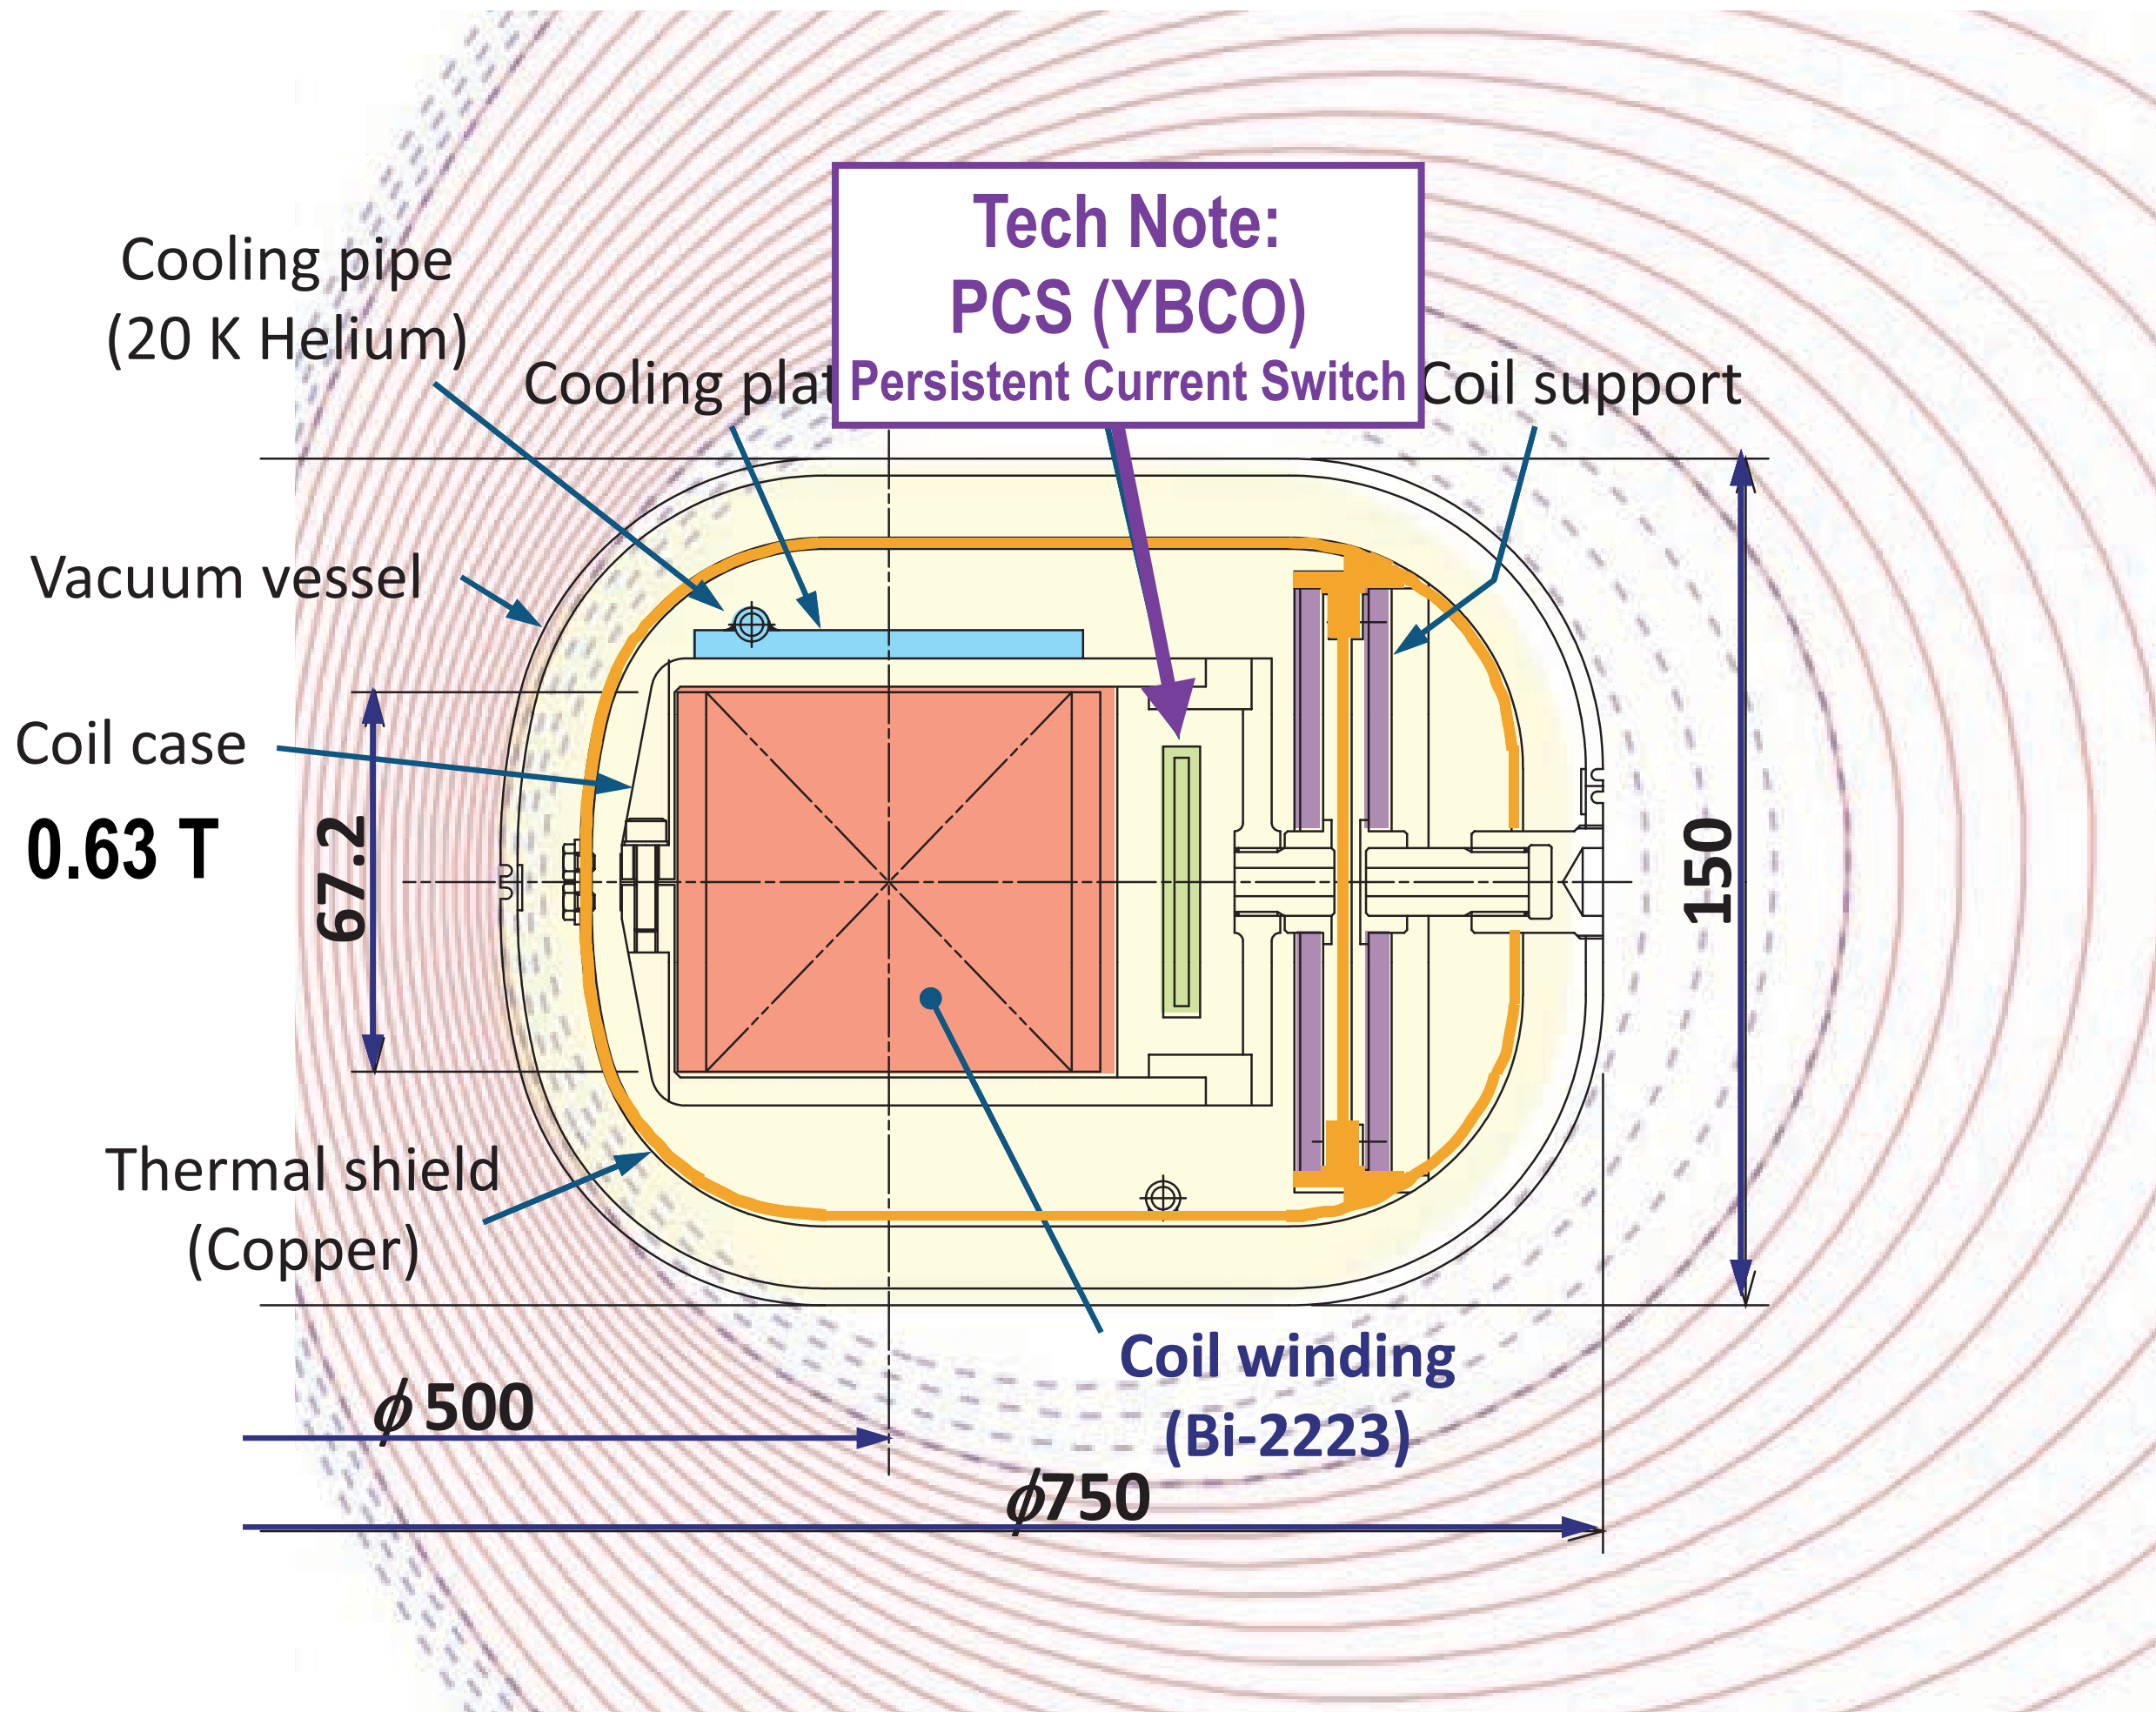 Tech Note:
PCS (YBCO)
Persistent Current Switch
Cooling pipe
(20 K Helium)
Cooling plat
Coil support
Vacuum vessel
Coil case
0.63 T
67.2
150
Thermal shield
(Copper)
Coil winding
(Bi-2223)
ϕ 500
ϕ750